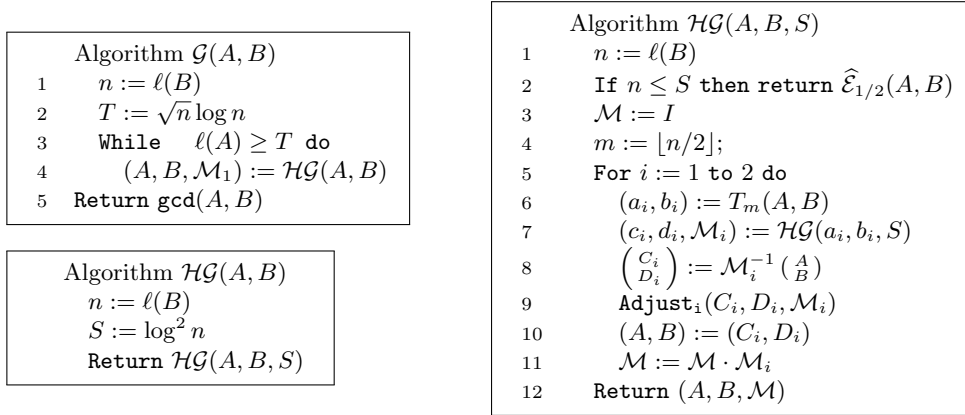 Algorithm 𝒢(A, B)
1 n := ℓ(B)
2 T := √n log n
3 While ℓ(A) ≥ T do
4 (A, B, ℳ₁) := ℋ𝒢(A, B)
5 Return gcd(A, B)
Algorithm ℋ𝒢(A, B)
n := ℓ(B)
S := log² n
Return ℋ𝒢(A, B, S)
Algorithm ℋ𝒢(A, B, S)
1 n := ℓ(B)
2 If n ≤ S then return ℰ̂₁/₂(A, B)
3 ℳ := I
4 m := ⌊n/2⌋;
5 For i := 1 to 2 do
6 (aᵢ, bᵢ) := Tₘ(A, B)
7 (cᵢ, dᵢ, ℳᵢ) := ℋ𝒢(aᵢ, bᵢ, S)
8 (Cᵢ Dᵢ) := ℳᵢ⁻¹ (A B)
9 Adjustᵢ(Cᵢ, Dᵢ, ℳᵢ)
10 (A, B) := (Cᵢ, Dᵢ)
11 ℳ := ℳ · ℳᵢ
12 Return (A, B, ℳ)